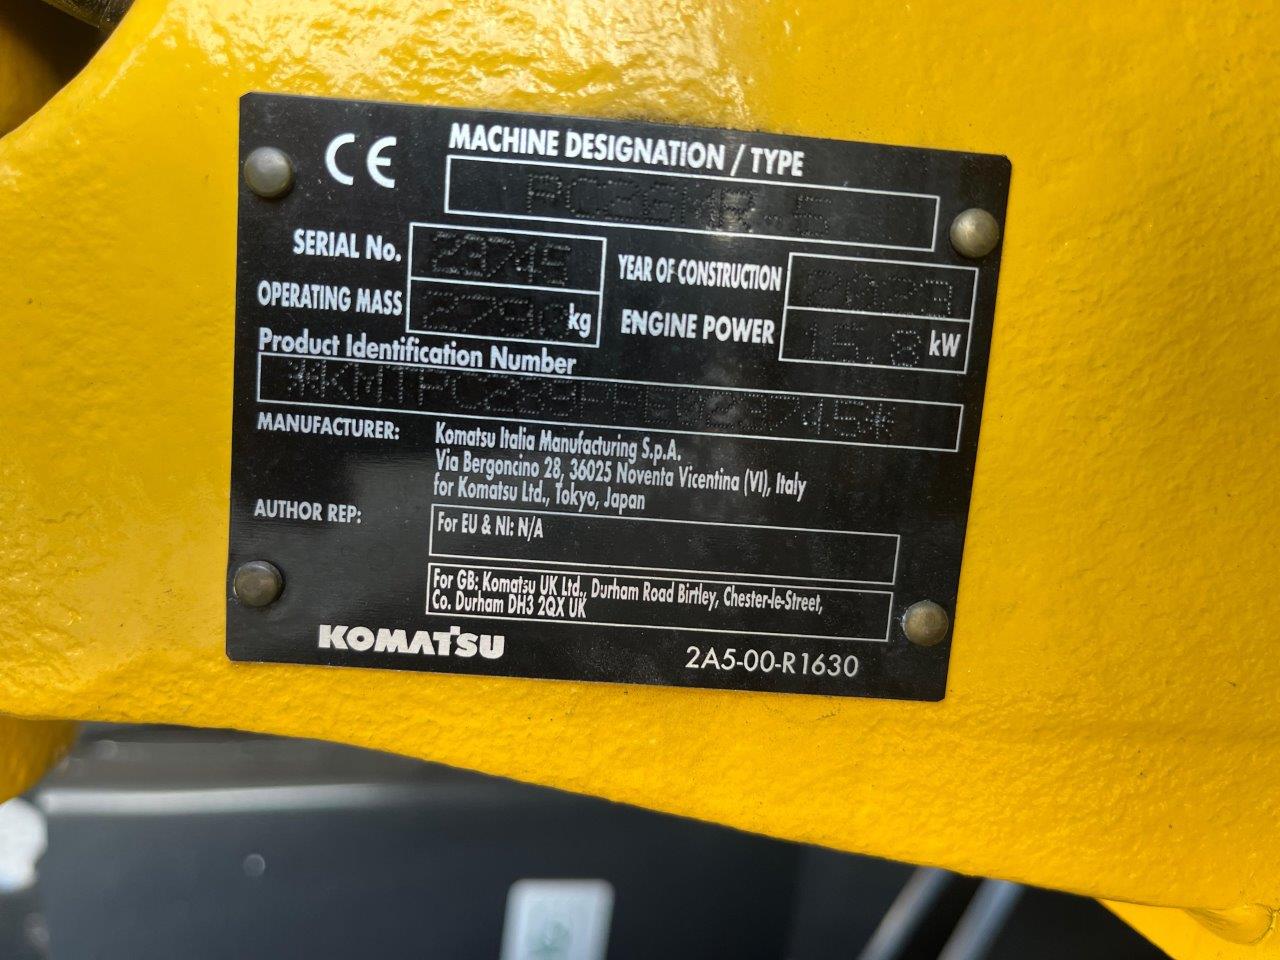 CE
MACHINE DESIGNATION / TYPE
PC26MR-5
SERIAL No.
YEAR OF CONSTRUCTION
OPERATING MASS 2790 kg
ENGINE POWER 15.8 kW
Product Identification Number
MANUFACTURER: Komatsu Italia Manufacturing S.p.A.
Via Bergoncino 28, 36025 Noventa Vicentina (VI), Italy
for Komatsu Ltd., Tokyo, Japan
AUTHOR REP: For EU & NI: N/A
For GB: Komatsu UK Ltd., Durham Road Birtley, Chester-le-Street,
Co. Durham DH3 2QX UK
KOMATSU
2A5-00-R1630